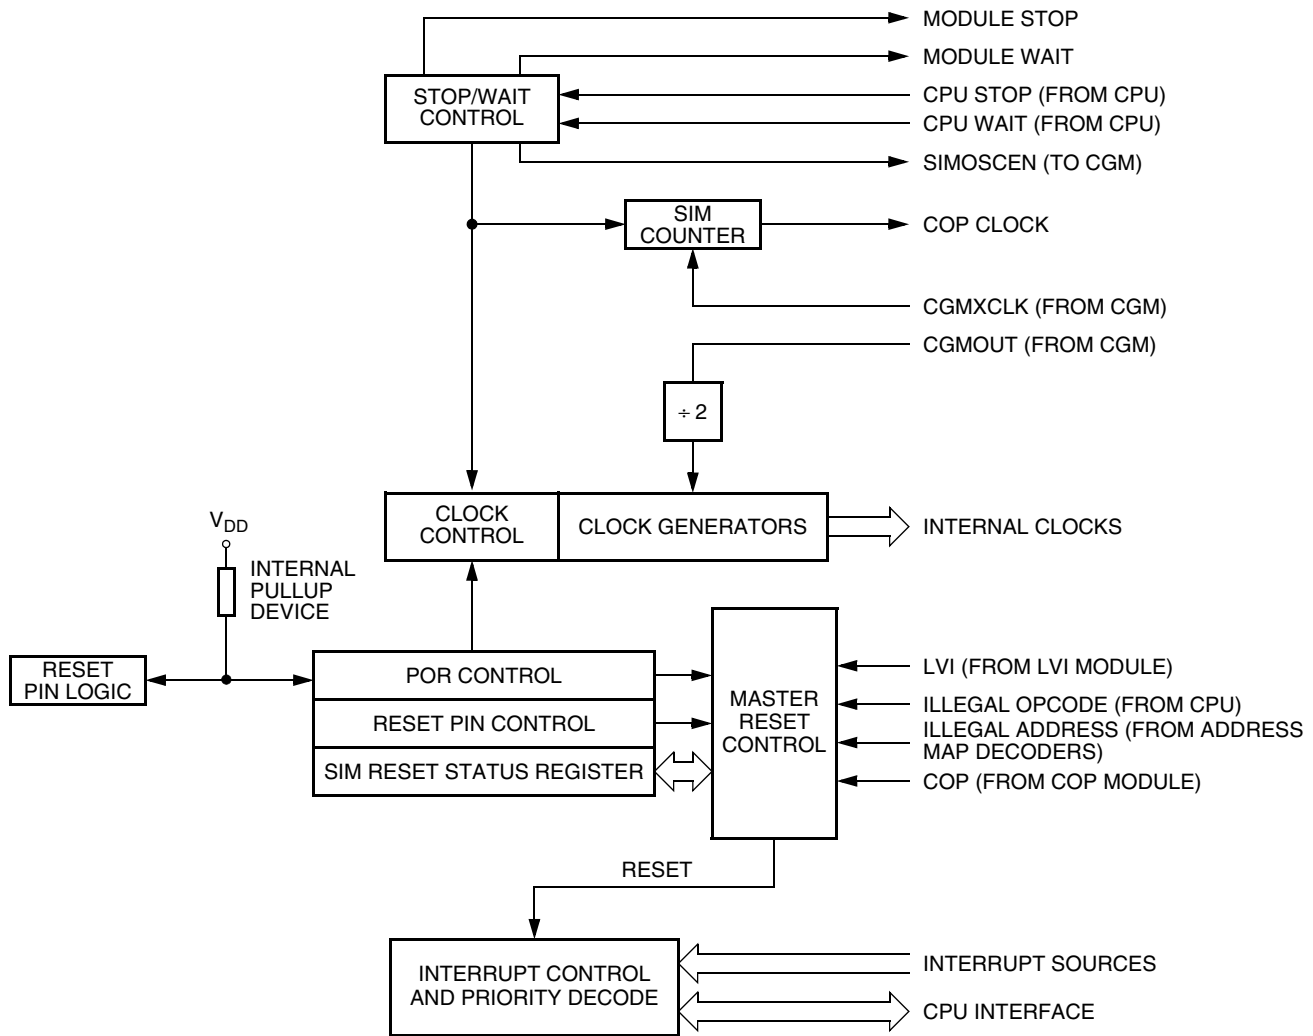 MODULE STOP
MODULE WAIT
STOP/WAIT
CONTROL
CPU STOP (FROM CPU)
CPU WAIT (FROM CPU)
SIMOSCEN (TO CGM)
SIM
COUNTER
COP CLOCK
CGMXCLK (FROM CGM)
CGMOUT (FROM CGM)
÷ 2
CLOCK
CONTROL
CLOCK GENERATORS
INTERNAL CLOCKS
VDD
INTERNAL
PULLUP
DEVICE
RESET
PIN LOGIC
POR CONTROL
RESET PIN CONTROL
SIM RESET STATUS REGISTER
MASTER
RESET
CONTROL
LVI (FROM LVI MODULE)
ILLEGAL OPCODE (FROM CPU)
ILLEGAL ADDRESS (FROM ADDRESS
MAP DECODERS)
COP (FROM COP MODULE)
RESET
INTERRUPT CONTROL
AND PRIORITY DECODE
INTERRUPT SOURCES
CPU INTERFACE